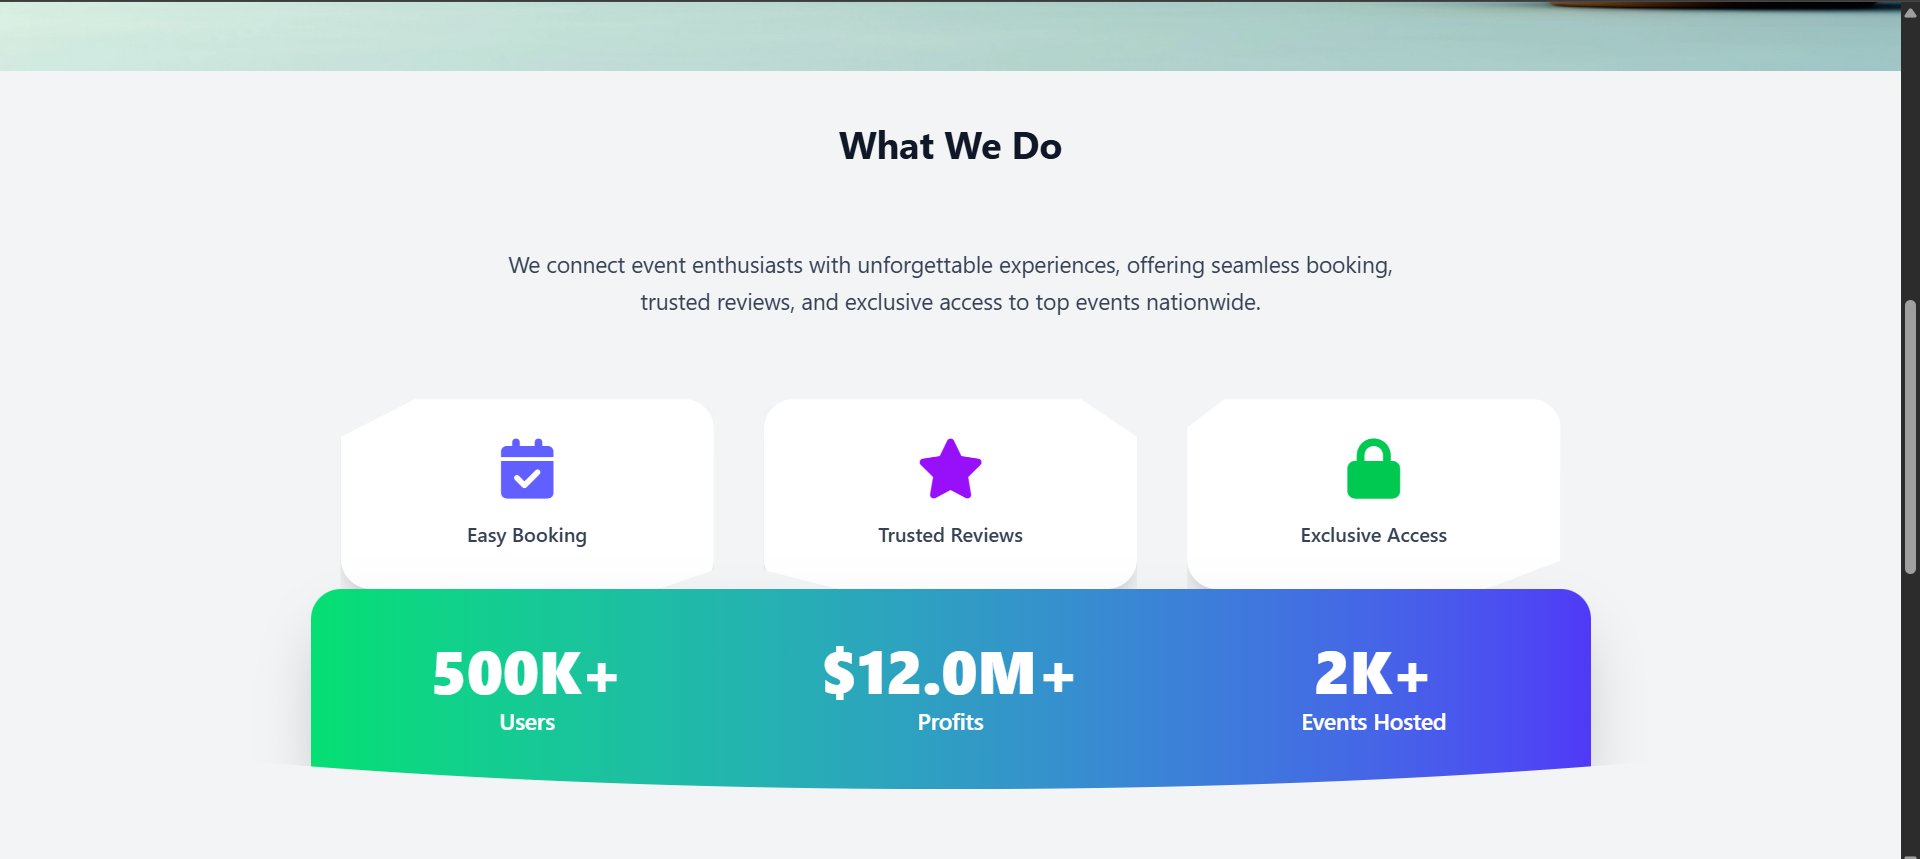 What We Do
We connect event enthusiasts with unforgettable experiences, offering seamless booking,
trusted reviews, and exclusive access to top events nationwide.
Easy Booking
Trusted Reviews
Exclusive Access
500K+
Users
$12.0M+
Profits
2K+
Events Hosted